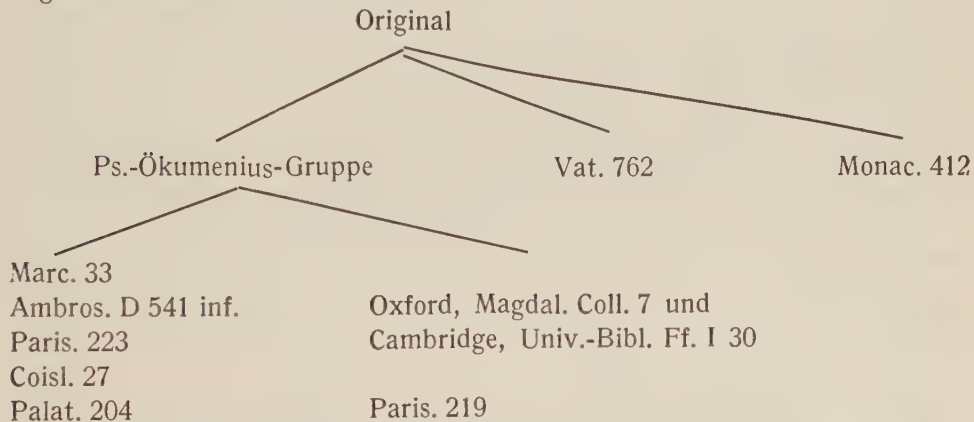 Original
Ps.-Ökumenius-Gruppe Vat. 762 Monac. 412
Marc. 33
Ambros. D 541 inf. Oxford, Magdal. Coll. 7 und
Paris. 223 Cambridge, Univ.-Bibl. Ff. I 30
Coisl. 27
Palat. 204 Paris. 219